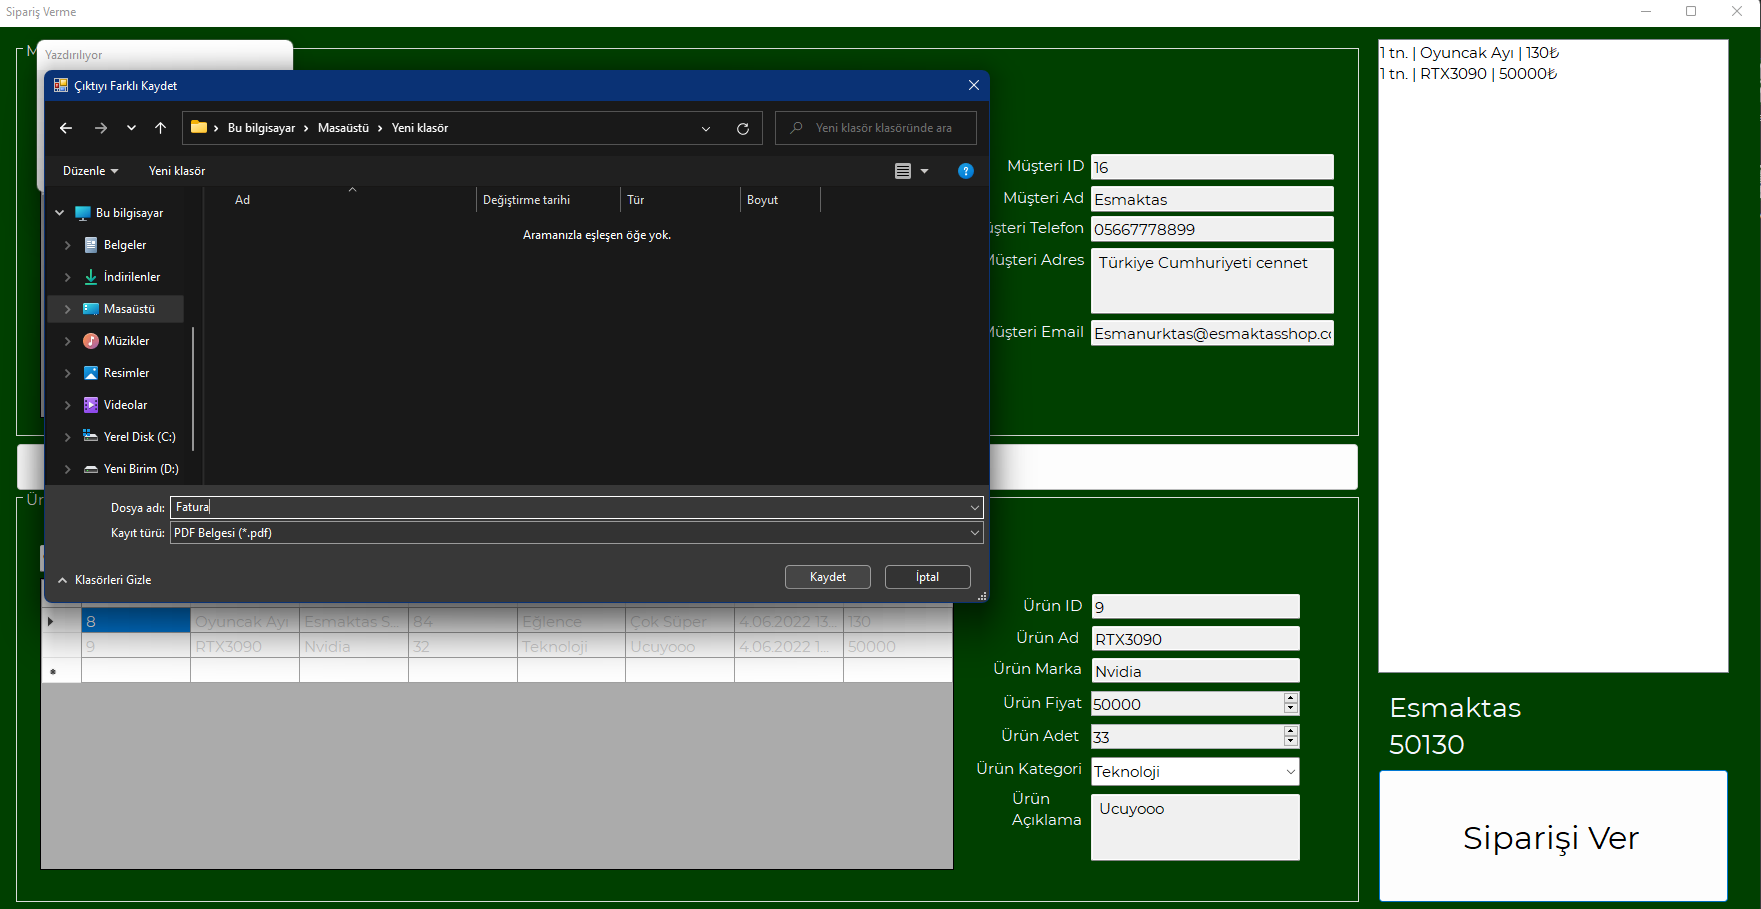 Sipariş Verme
Yazdırılıyor
Çıktıyı Farklı Kaydet
Bu bilgisayar
Masaüstü
Yeni klasör
Yeni klasör klasöründe ara
Düzenle
Yeni klasör
Ad
Değiştirme tarihi
Tür
Boyut
Aramanızla eşleşen öğe yok.
Bu bilgisayar
Belgeler
İndirilenler
Masaüstü
Müzikler
Resimler
Videolar
Yerel Disk (C:)
Yeni Birim (D:)
Dosya adı: Fatura
Kayıt türü: PDF Belgesi (*.pdf)
Klasörleri Gizle
Kaydet
İptal
Müşteri ID 16
Müşteri Ad Esmaktas
üşteri Telefon 05667778899
üşteri Adres Türkiye Cumhuriyeti cennet
üşteri Email Esmanurktas@esmaktasshop.c
8 Oyuncak Ayı Esmaktas S... 84 Eğlence Çok Süper 4.06.2022 13... 130
9 RTX3090 Nvidia 32 Teknoloji Ucuyooo 4.06.2022 1... 50000
Ürün ID 9
Ürün Ad RTX3090
Ürün Marka Nvidia
Ürün Fiyat 50000
Ürün Adet 33
Ürün Kategori Teknoloji
Ürün
Açıklama
Ucuyooo
1 tn. | Oyuncak Ayı | 130₺
1 tn. | RTX3090 | 50000₺
Esmaktas
50130
Siparişi Ver